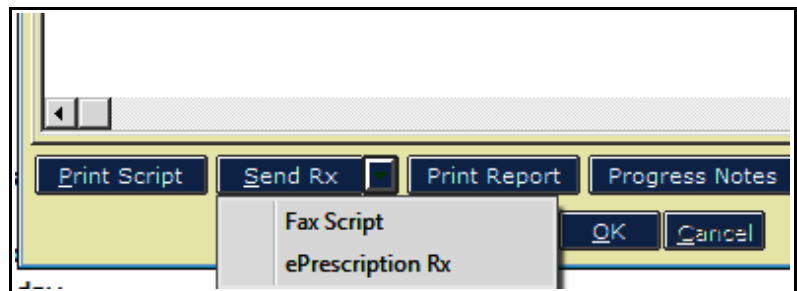 Print Script Send Rx Print Report Progress Notes
Fax Script
OK Cancel
ePrescription Rx